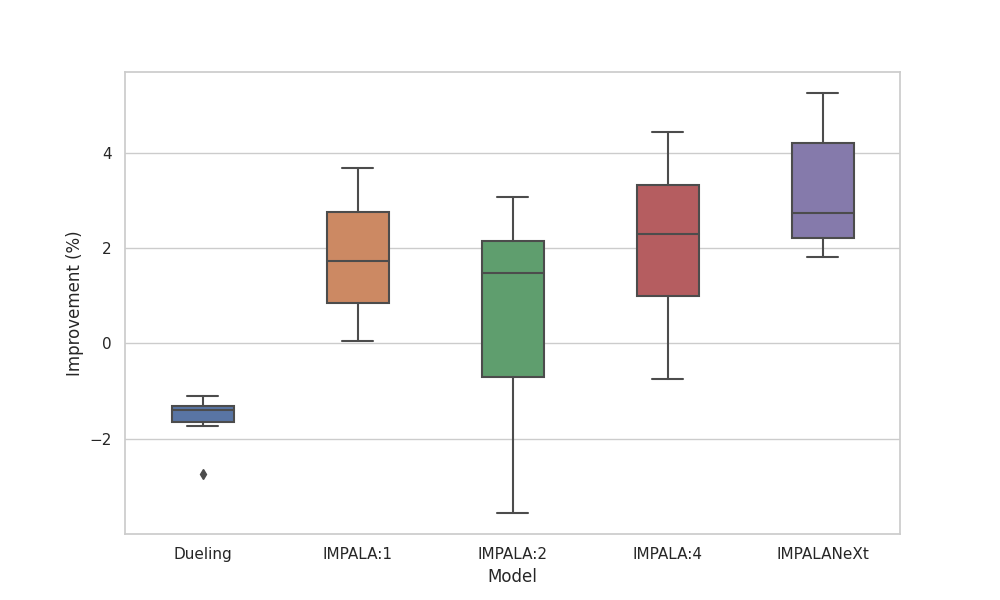 Improvement (%)
4
2
0
−2
Dueling
IMPALA:1
IMPALA:2
IMPALA:4
IMPALANeXt
Model